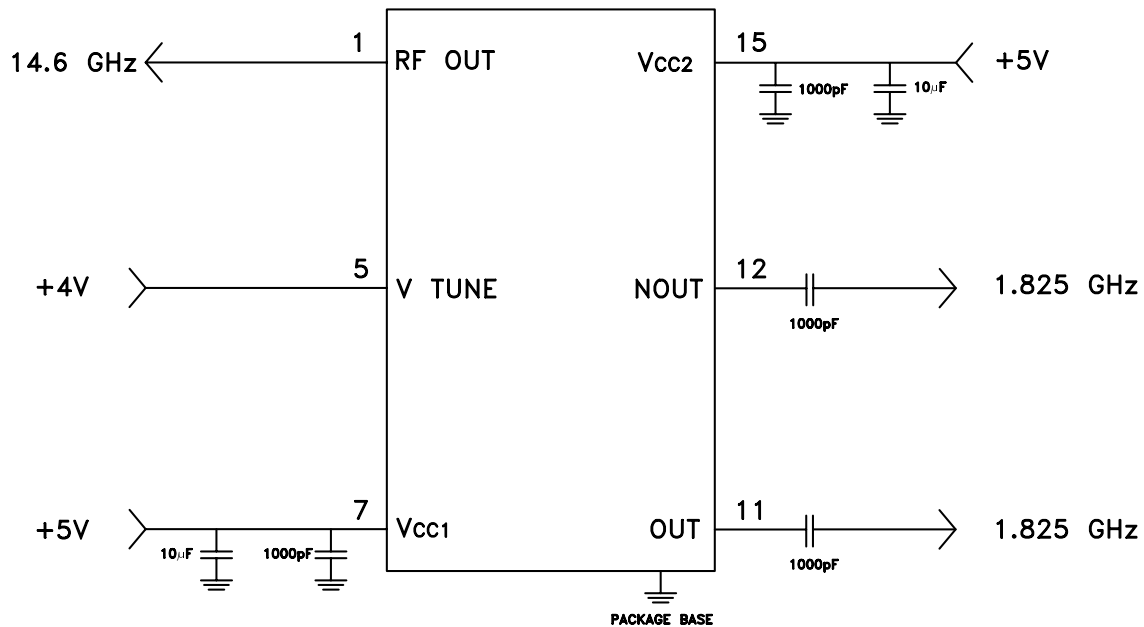 14.6 GHz
1
RF OUT
Vcc2
15
+5V
1000pF
10µF
+4V
5
V TUNE
NOUT
12
1.825 GHz
1000pF
+5V
7
Vcc1
OUT
11
1.825 GHz
10µF
1000pF
1000pF
PACKAGE BASE